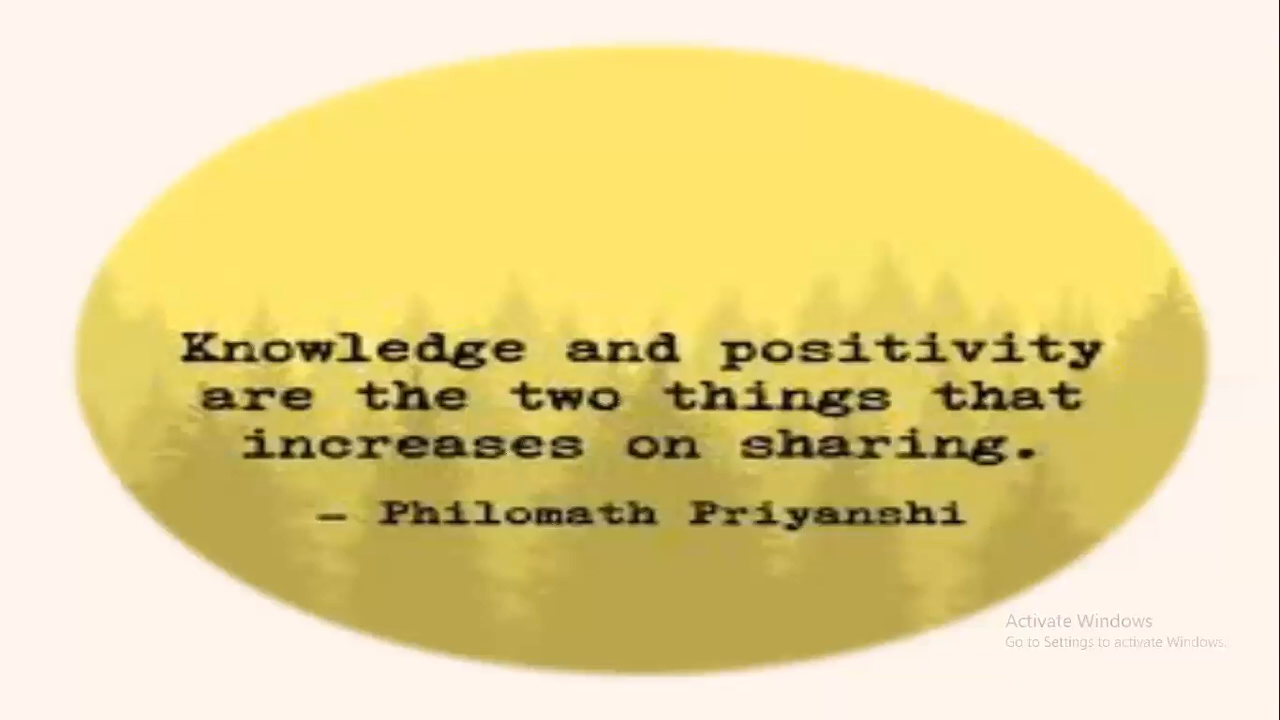 Knowledge and positivity
are the two things that
increases on sharing.
– Philomath Priyanshi
Activate Windows
Go to Settings to activate Windows.